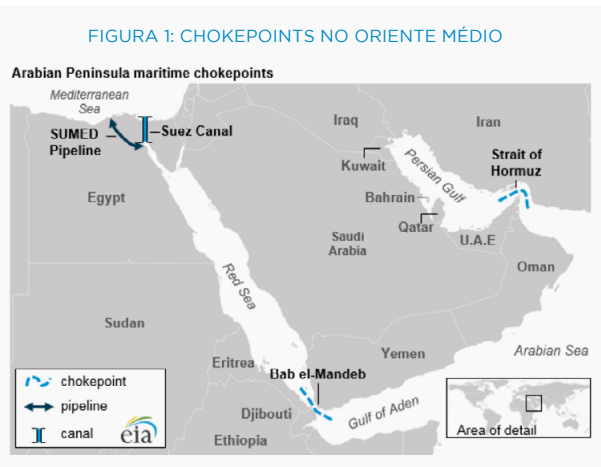 FIGURA 1: CHOKEPOINTS NO ORIENTE MÉDIO
Arabian Peninsula maritime chokepoints
Mediterranean
Sea
SUMED
Pipeline
Suez Canal
Iraq
Iran
Kuwait
Persian Gulf
Strait of
Hormuz
Egypt
Bahrain
Qatar
U.A.E
Saudi
Arabia
Oman
Red Sea
Sudan
Eritrea
Yemen
Arabian Sea
Bab el-Mandeb
Djibouti
Gulf of Aden
Ethiopia
chokepoint
pipeline
canal
eia
Area of detail